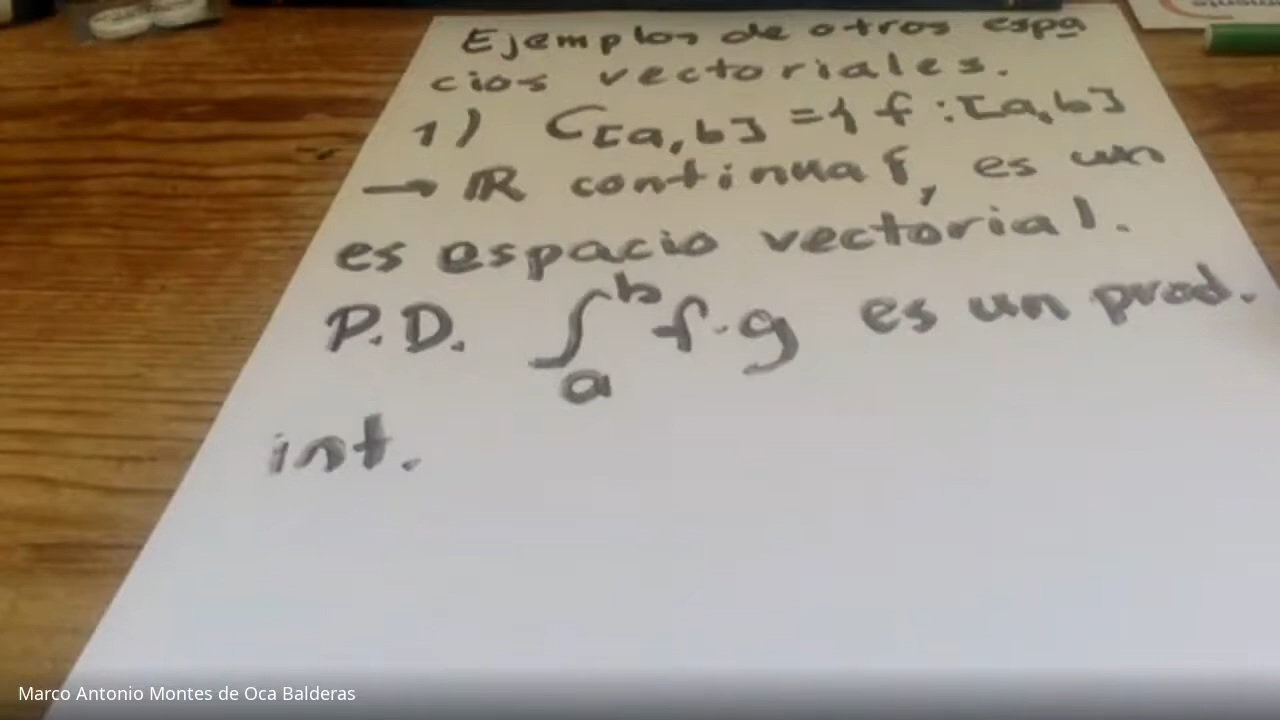 Ejemplos de otros espa
cios vectoriales.
1) C[a,b] = { f : [a,b]
→ ℝ continua }, es un
es espacio vectorial.
P.D. ∫ₐᵇ f·g es un prod.
int.
Marco Antonio Montes de Oca Balderas